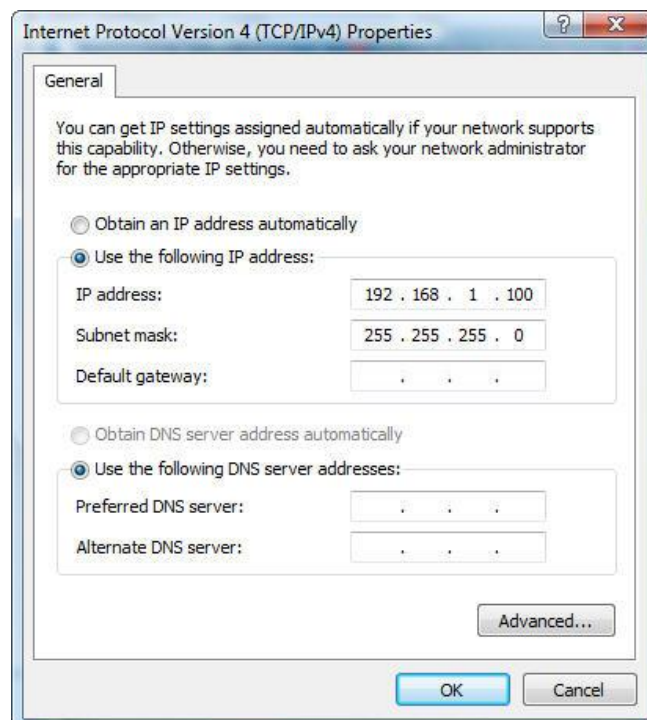 Internet Protocol Version 4 (TCP/IPv4) Properties
General
You can get IP settings assigned automatically if your network supports
this capability. Otherwise, you need to ask your network administrator
for the appropriate IP settings.
Obtain an IP address automatically
Use the following IP address:
IP address: 192 . 168 . 1 . 100
Subnet mask: 255 . 255 . 255 . 0
Default gateway: . . .
Obtain DNS server address automatically
Use the following DNS server addresses:
Preferred DNS server: . . .
Alternate DNS server: . . .
Advanced...
OK Cancel